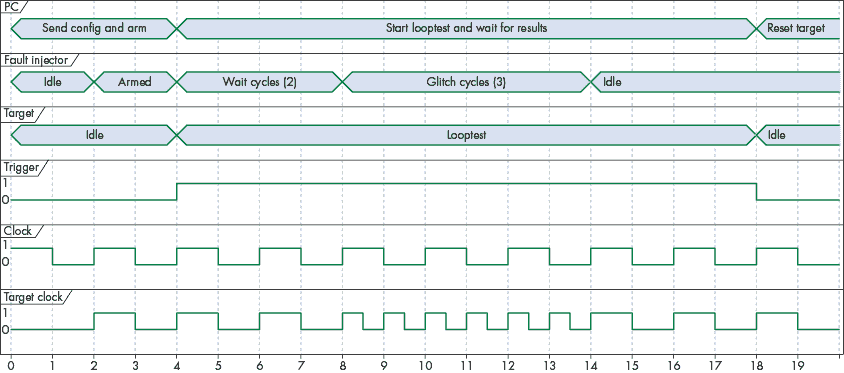 PC
Send config and arm Start looptest and wait for results Reset target
Fault injector
Idle Armed Wait cycles (2) Glitch cycles (3) Idle
Target
Idle Looptest Idle
Trigger
1
0
Clock
1
0
Target clock
1
0
0 1 2 3 4 5 6 7 8 9 10 11 12 13 14 15 16 17 18 19